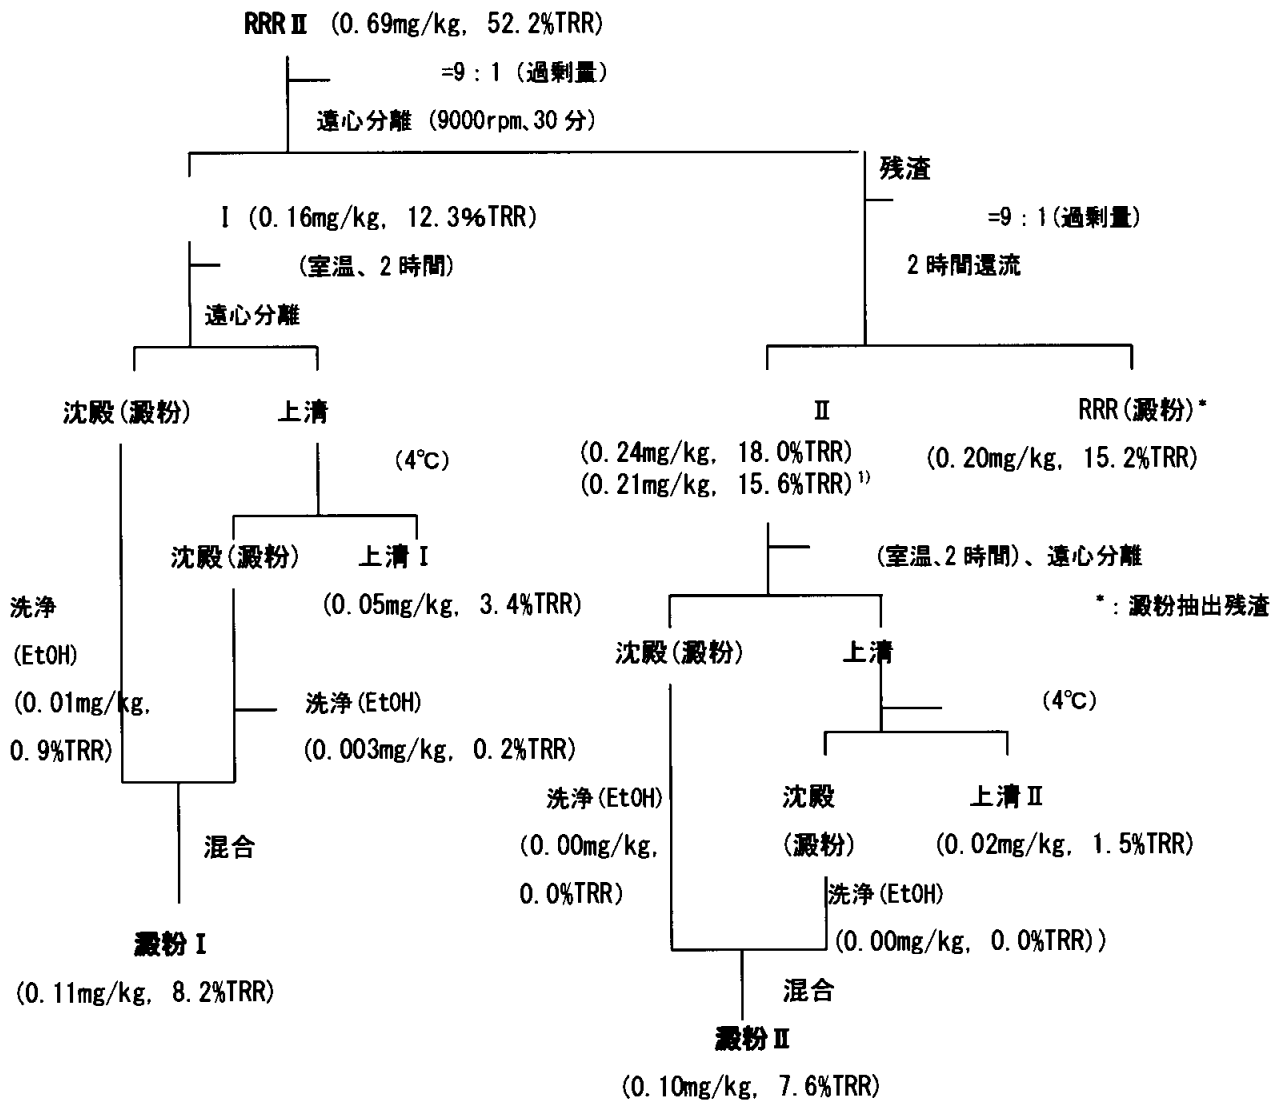 RRRⅡ (0.69mg/kg, 52.2%TRR)
=9:1 (過剰量)
遠心分離 (9000rpm、30分)
残渣
Ⅰ (0.16mg/kg, 12.3%TRR)
=9:1(過剰量)
(室温、2時間)
2時間還流
遠心分離
沈殿(澱粉)
上清
Ⅱ
RRR(澱粉)*
(4℃)
(0.24mg/kg, 18.0%TRR)
(0.21mg/kg, 15.6%TRR)1)
(0.20mg/kg, 15.2%TRR)
沈殿(澱粉)
上清Ⅰ
(室温、2時間)、遠心分離
(0.05mg/kg, 3.4%TRR)
*:澱粉抽出残渣
洗浄
(EtOH)
(0.01mg/kg,
0.9%TRR)
沈殿(澱粉)
上清
洗浄(EtOH)
(0.003mg/kg, 0.2%TRR)
(4℃)
洗浄(EtOH)
(0.00mg/kg,
0.0%TRR)
沈殿
(澱粉)
上清Ⅱ
(0.02mg/kg, 1.5%TRR)
混合
洗浄(EtOH)
(0.00mg/kg, 0.0%TRR))
澱粉Ⅰ
(0.11mg/kg, 8.2%TRR)
混合
澱粉Ⅱ
(0.10mg/kg, 7.6%TRR)